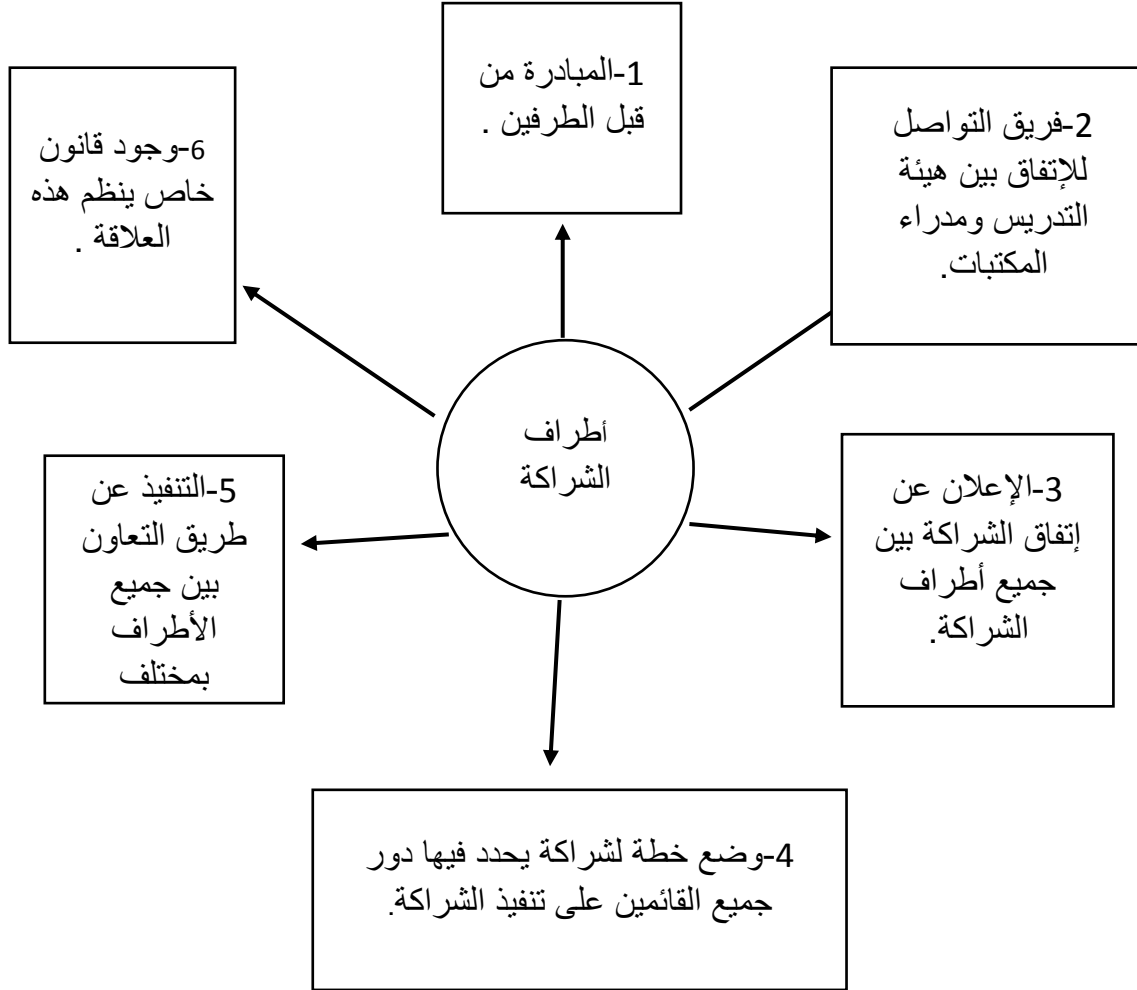 1-المبادرة من
قبل الطرفين .
2-فريق التواصل
للإتفاق بين هيئة
التدريس ومدراء
المكتبات.
3-الإعلان عن
إتفاق الشراكة بين
جميع أطراف
الشراكة.
4-وضع خطة لشراكة يحدد فيها دور
جميع القائمين على تنفيذ الشراكة.
5-التنفيذ عن
طريق التعاون
بين جميع
الأطراف
بمختلف
6-وجود قانون
خاص ينظم هذه
العلاقة .
أطراف
الشراكة